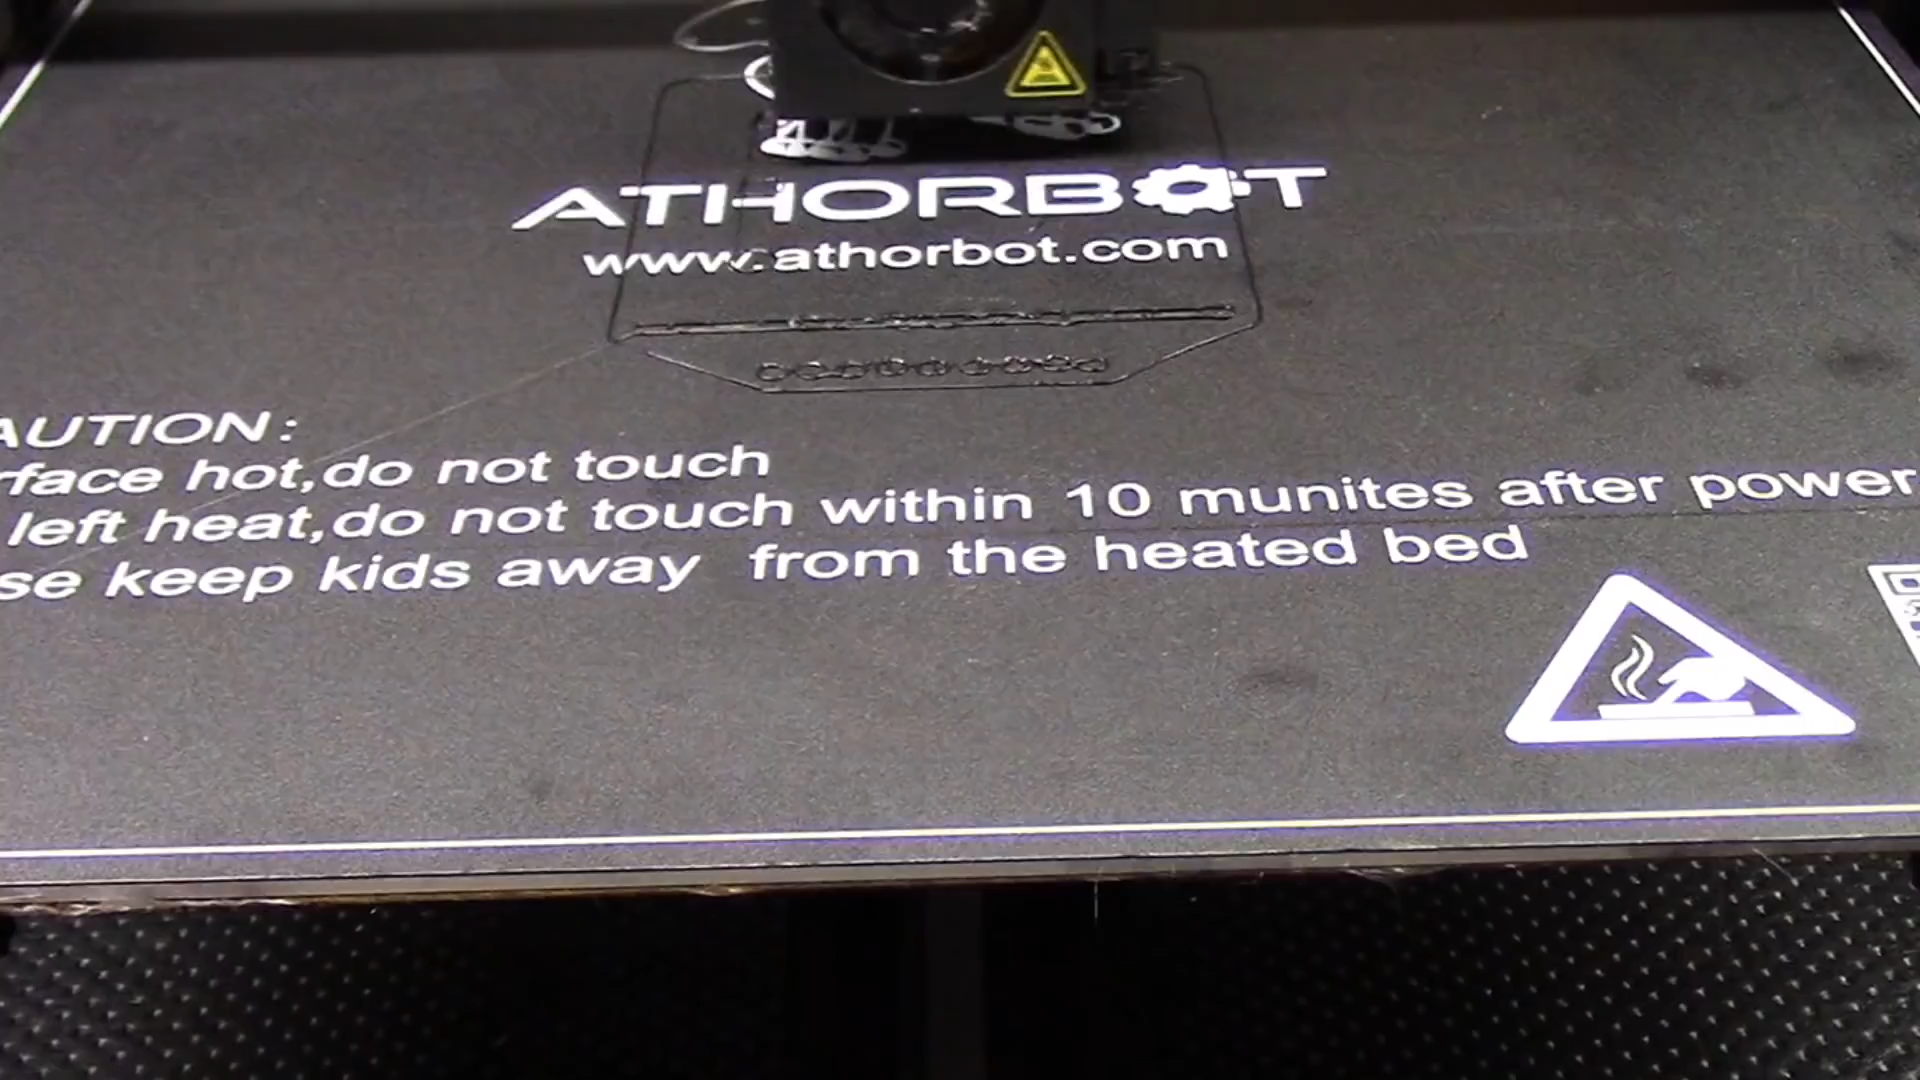 ATHORBOT
www.athorbot.com
AUTION:
rface hot,do not touch
left heat,do not touch within 10 munites after power
se keep kids away from the heated bed